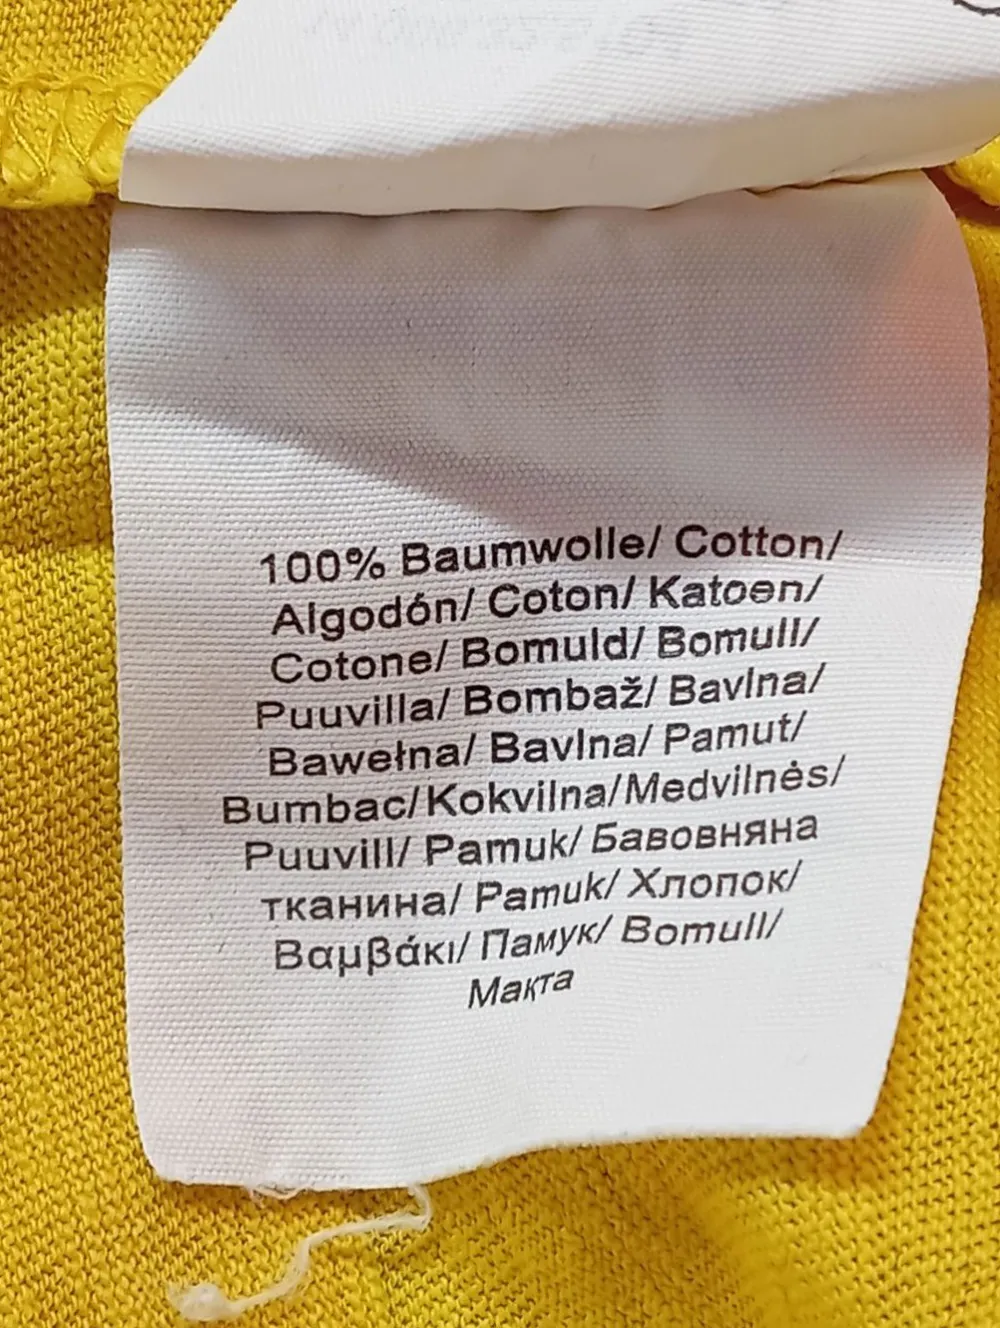 100% Baumwolle/ Cotton/
Algodón/ Coton/ Katoen/
Cotone/ Bomuld/ Bomull/
Puuvilla/ Bombaž/ Bavlna/
Bawełna/ Bavlna/ Pamut/
Bumbac/Kokvilna/Medvilnės/
Puuvill/ Pamuk/ Бавовняна
тканина/ Pamuk/ Хлопок/
Βαμβάκι/ Памук/ Bomull/
Мақта